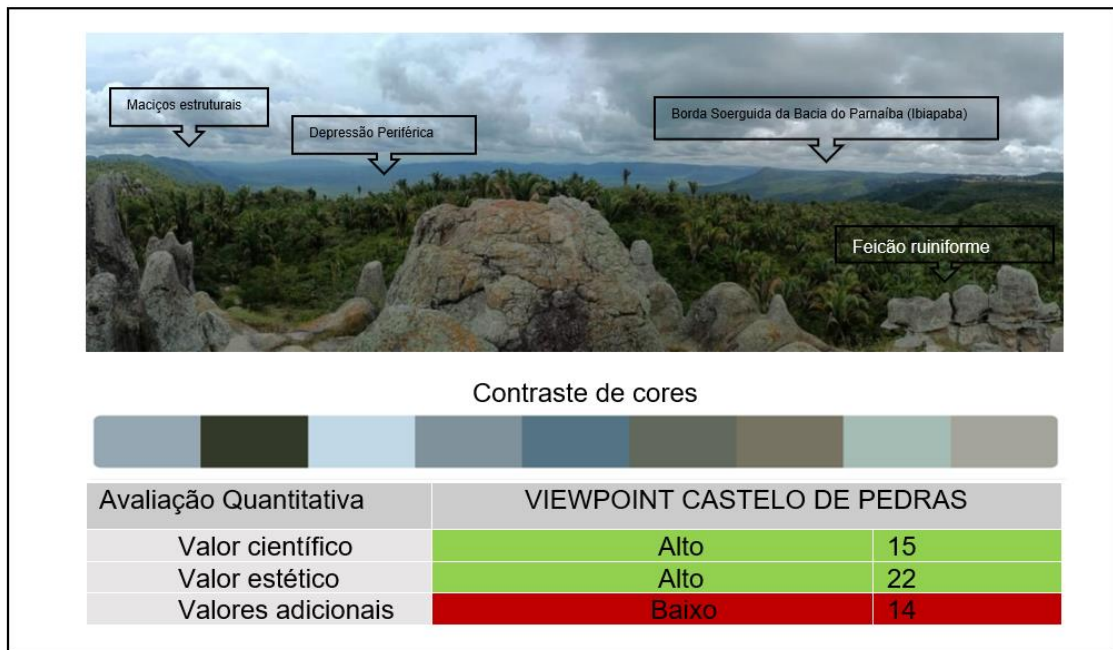 Maciços estruturais
Depressão Periférica
Borda Soerguida da Bacia do Parnaíba (Ibiapaba)
Feicão ruiniforme
Contraste de cores
Avaliação Quantitativa VIEWPOINT CASTELO DE PEDRAS
Valor científico Alto 15
Valor estético Alto 22
Valores adicionais Baixo 14